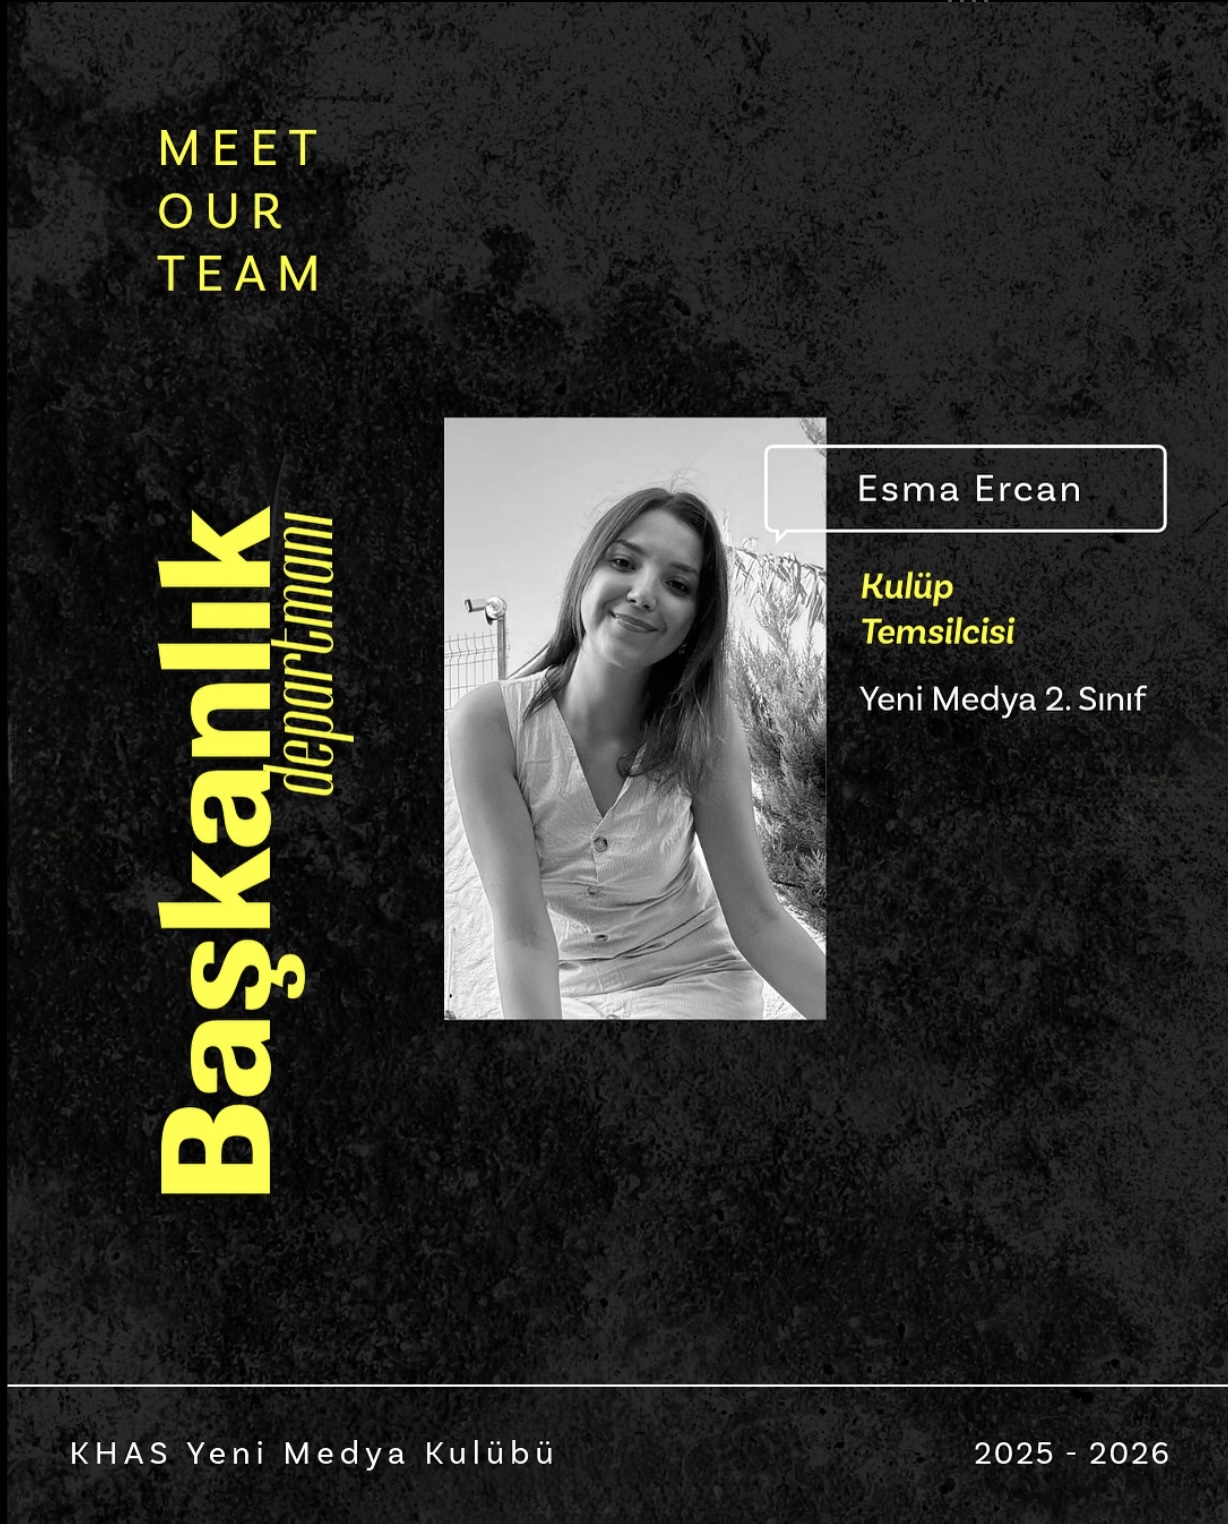 MEET
OUR
TEAM
Başkanlık
departmanı
Esma Ercan
Kulüp
Temsilcisi
Yeni Medya 2. Sınıf
KHAS Yeni Medya Kulübü
2025 - 2026